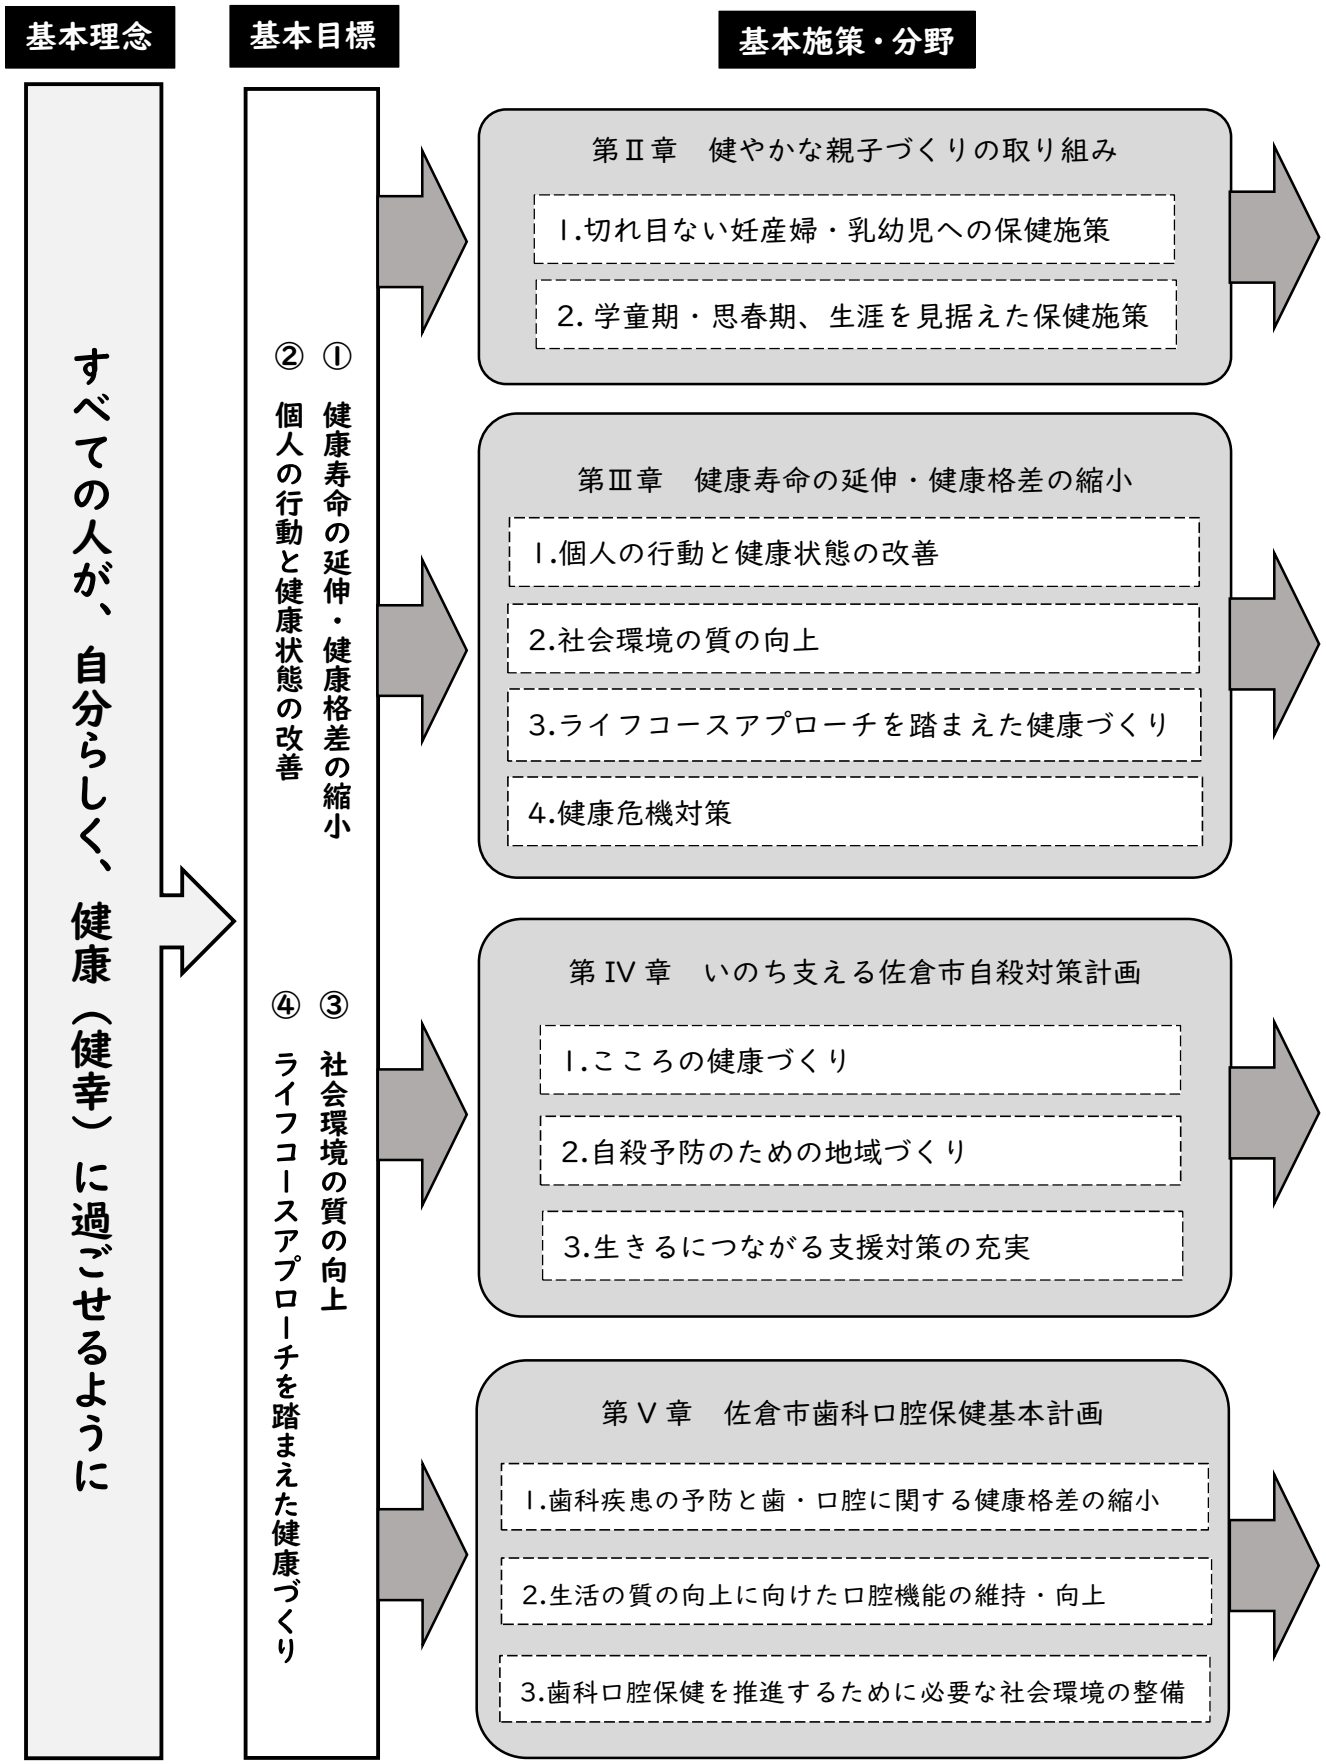 基本理念
基本目標
基本施策・分野
すべての人が、自分らしく、健康（健幸）に過ごせるように
① 健康寿命の延伸・健康格差の縮小
② 個人の行動と健康状態の改善
③ 社会環境の質の向上
④ ライフコースアプローチを踏まえた健康づくり
第Ⅱ章 健やかな親子づくりの取り組み
1.切れ目ない妊産婦・乳幼児への保健施策
2.学童期・思春期、生涯を見据えた保健施策
第Ⅲ章 健康寿命の延伸・健康格差の縮小
1.個人の行動と健康状態の改善
2.社会環境の質の向上
3.ライフコースアプローチを踏まえた健康づくり
4.健康危機対策
第 IV 章 いのち支える佐倉市自殺対策計画
1.こころの健康づくり
2.自殺予防のための地域づくり
3.生きるにつながる支援対策の充実
第 V 章 佐倉市歯科口腔保健基本計画
1.歯科疾患の予防と歯・口腔に関する健康格差の縮小
2.生活の質の向上に向けた口腔機能の維持・向上
3.歯科口腔保健を推進するために必要な社会環境の整備